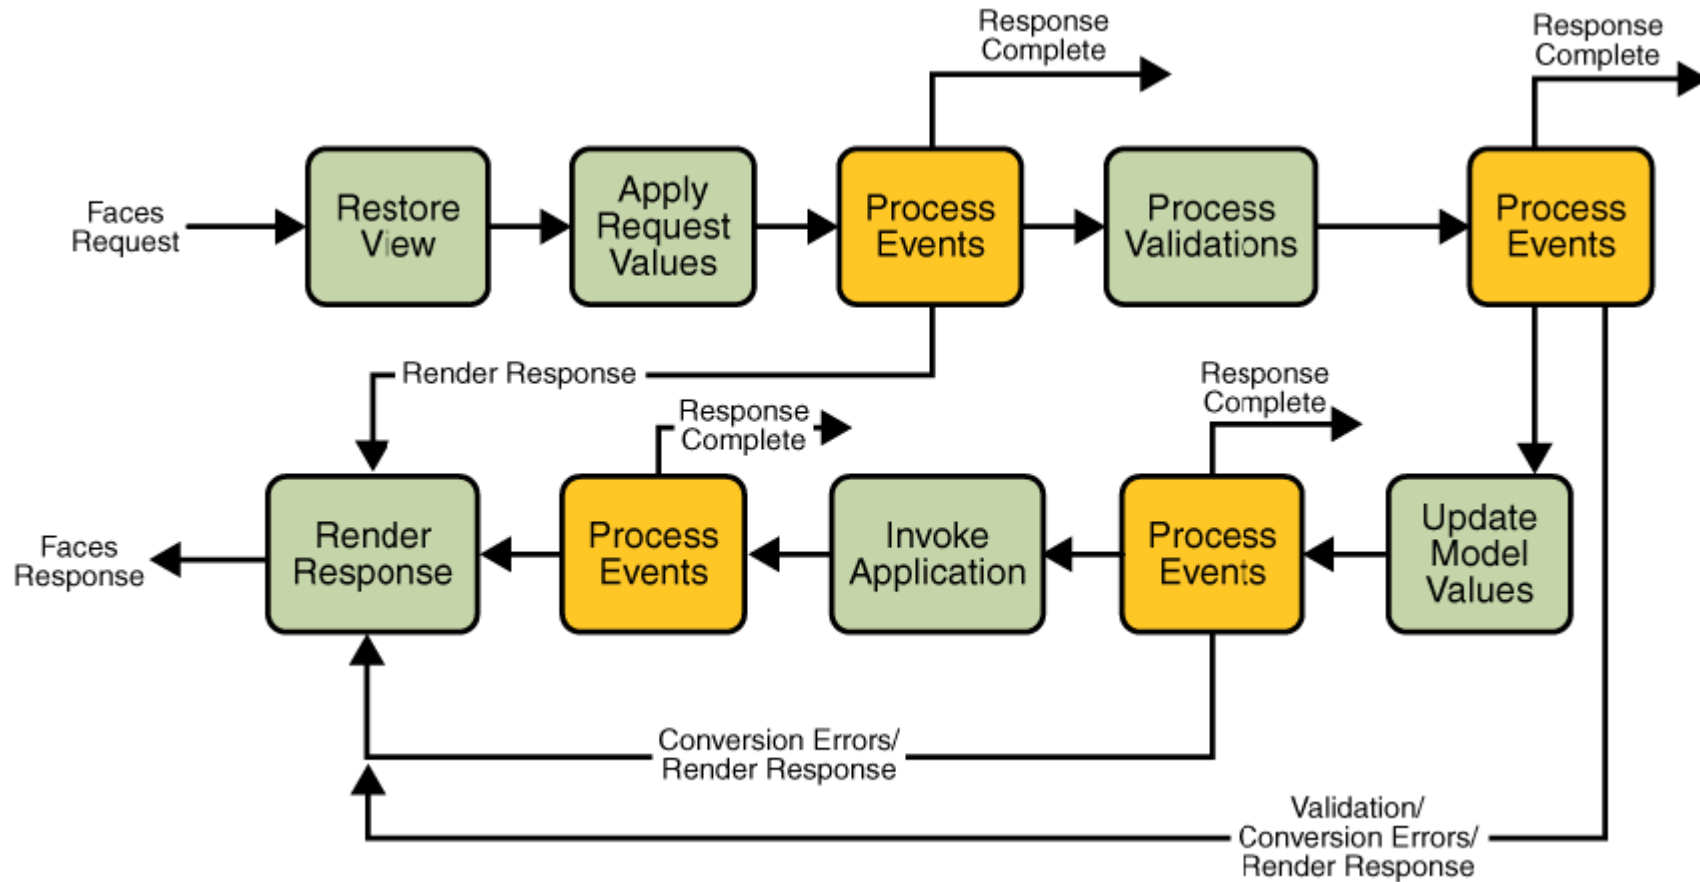 Response
Complete
Response
Complete
Faces
Request
Restore
View
Apply
Request
Values
Process
Events
Process
Validations
Process
Events
Render Response
Response
Complete
Response
Complete
Faces
Response
Render
Response
Process
Events
Invoke
Application
Process
Events
Update
Model
Values
Conversion Errors/
Render Response
Validation/
Conversion Errors/
Render Response